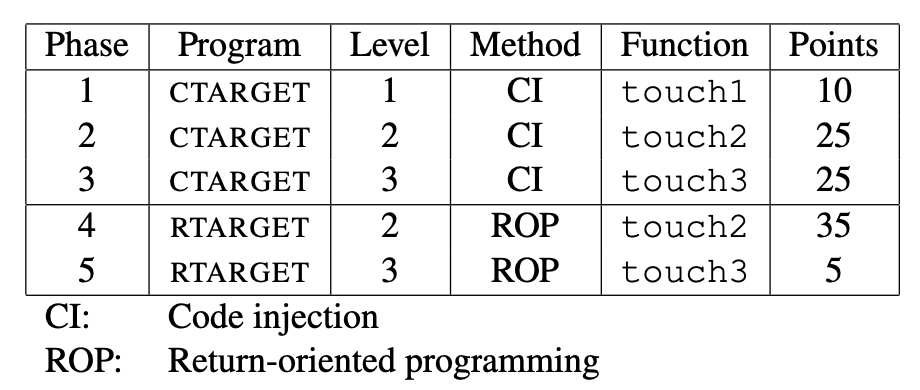 Phase Program Level Method Function Points
1 CTARGET 1 CI touch1 10
2 CTARGET 2 CI touch2 25
3 CTARGET 3 CI touch3 25
4 RTARGET 2 ROP touch2 35
5 RTARGET 3 ROP touch3 5
CI: Code injection
ROP: Return-oriented programming